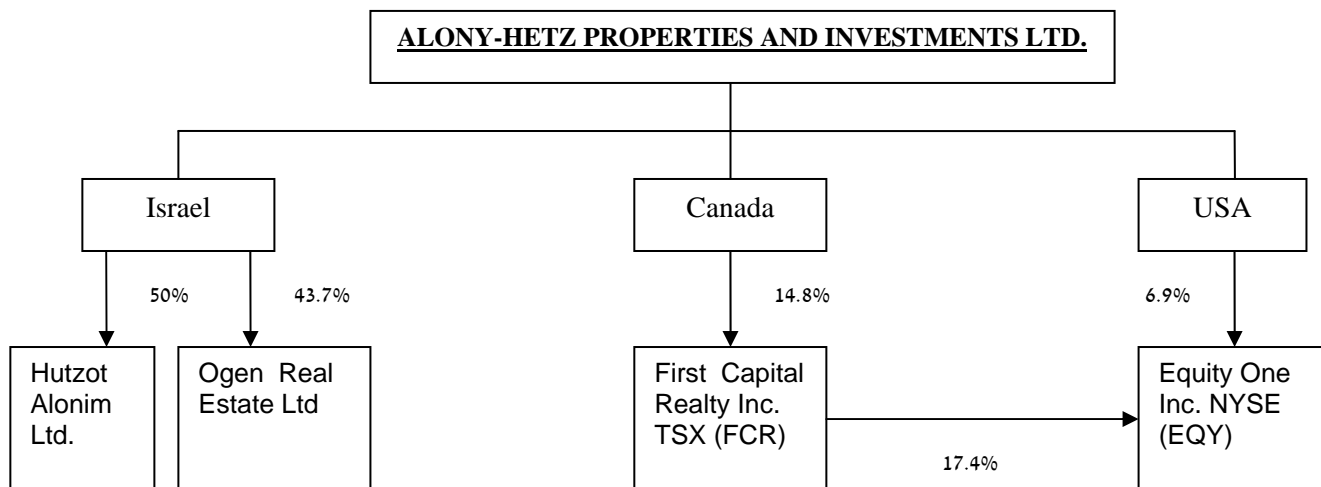 ALONY-HETZ PROPERTIES AND INVESTMENTS LTD.
Israel
Canada
USA
50%
43.7%
14.8%
6.9%
Hutzot
Alonim
Ltd.
Ogen Real
Estate Ltd
First Capital
Realty Inc.
TSX (FCR)
Equity One
Inc. NYSE
(EQY)
17.4%